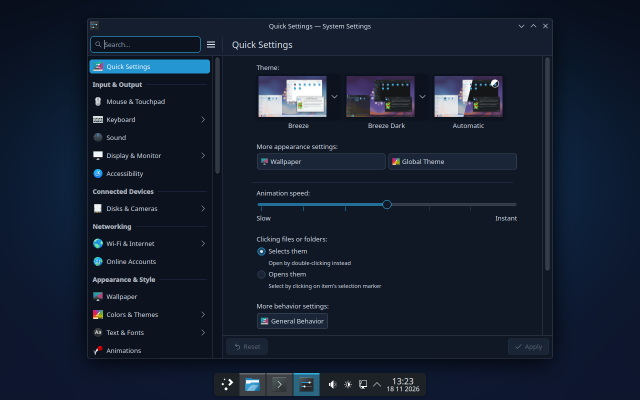 Quick Settings — System Settings
Search...
Quick Settings
Quick Settings
Input & Output
Mouse & Touchpad
Keyboard
Sound
Display & Monitor
Accessibility
Connected Devices
Disks & Cameras
Networking
Wi-Fi & Internet
Online Accounts
Appearance & Style
Wallpaper
Colors & Themes
Text & Fonts
Animations
Theme:
Breeze
Breeze Dark
Automatic
More appearance settings:
Wallpaper
Global Theme
Animation speed:
Slow
Instant
Clicking files or folders:
Selects them
Open by double-clicking instead
Opens them
Select by clicking on item's selection marker
More behavior settings:
General Behavior
Reset
Apply
13:23
18 11 2026